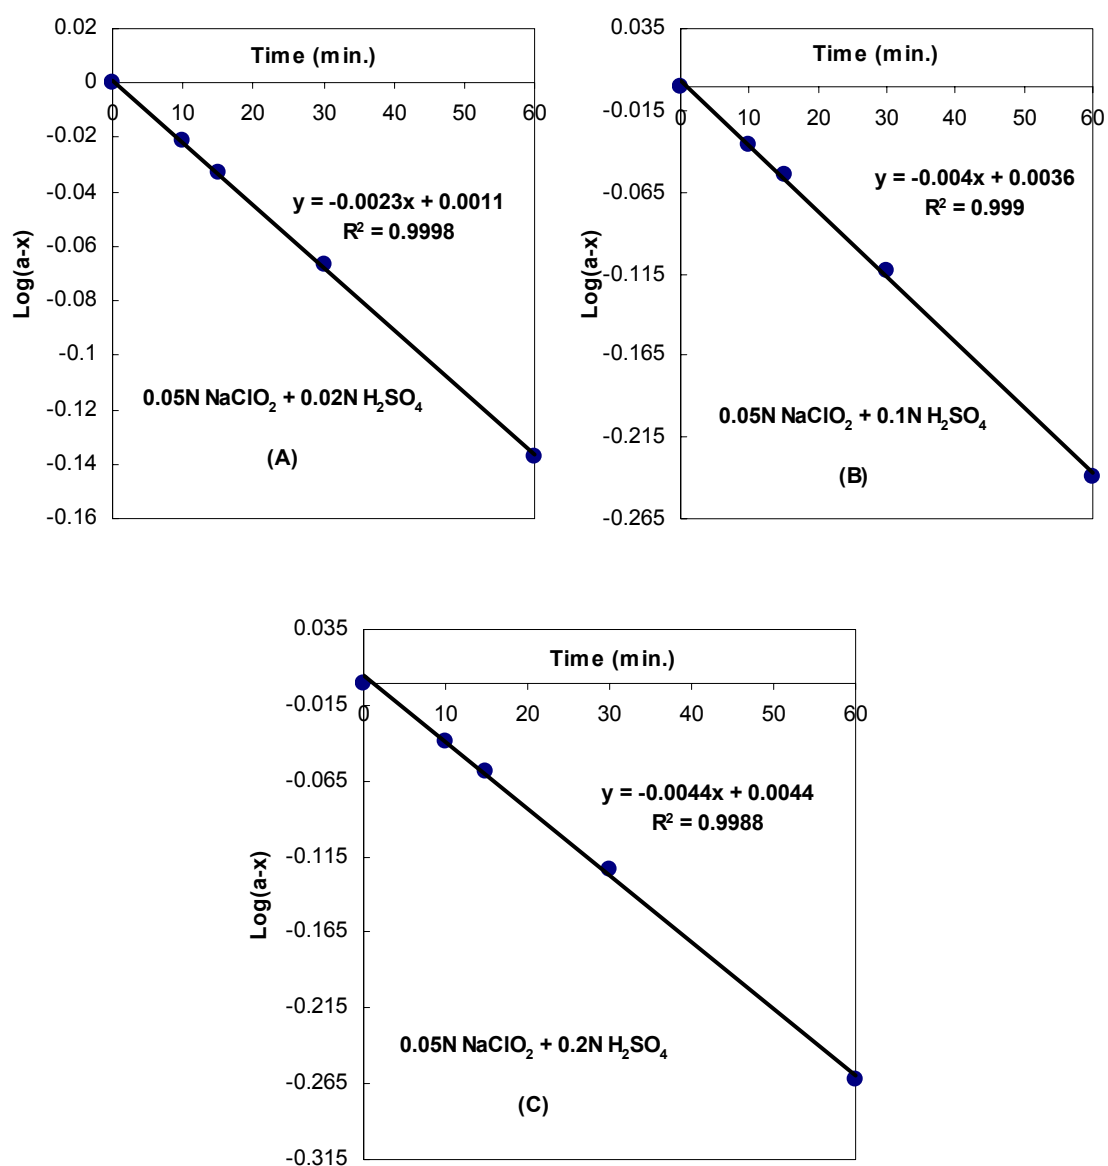 0.02
Time (min.)
0
0 10 20 30 40 50 60
-0.02
-0.04
y = -0.0023x + 0.0011
R² = 0.9998
-0.06
Log(a-x)
-0.08
-0.1
0.05N NaClO₂ + 0.02N H₂SO₄
-0.12
(A)
-0.14
-0.16
0.035
Time (min.)
-0.015
0 10 20 30 40 50 60
y = -0.004x + 0.0036
-0.065
R² = 0.999
Log(a-x)
-0.115
-0.165
0.05N NaClO₂ + 0.1N H₂SO₄
-0.215
(B)
-0.265
0.035
Time (min.)
-0.015
0 10 20 30 40 50 60
-0.065
y = -0.0044x + 0.0044
R² = 0.9988
-0.115
Log(a-x)
-0.165
-0.215
0.05N NaClO₂ + 0.2N H₂SO₄
-0.265
(C)
-0.315